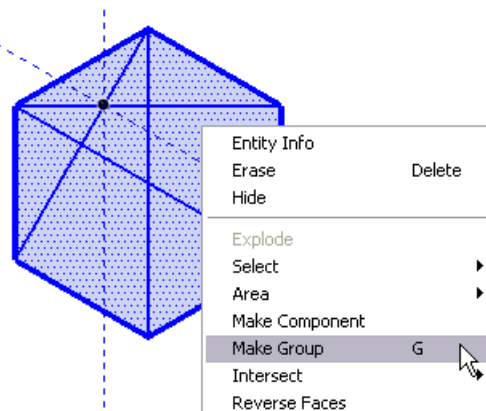 Entity Info
Erase Delete
Hide
Explode
Select
Area
Make Component
Make Group G
Intersect
Reverse Faces